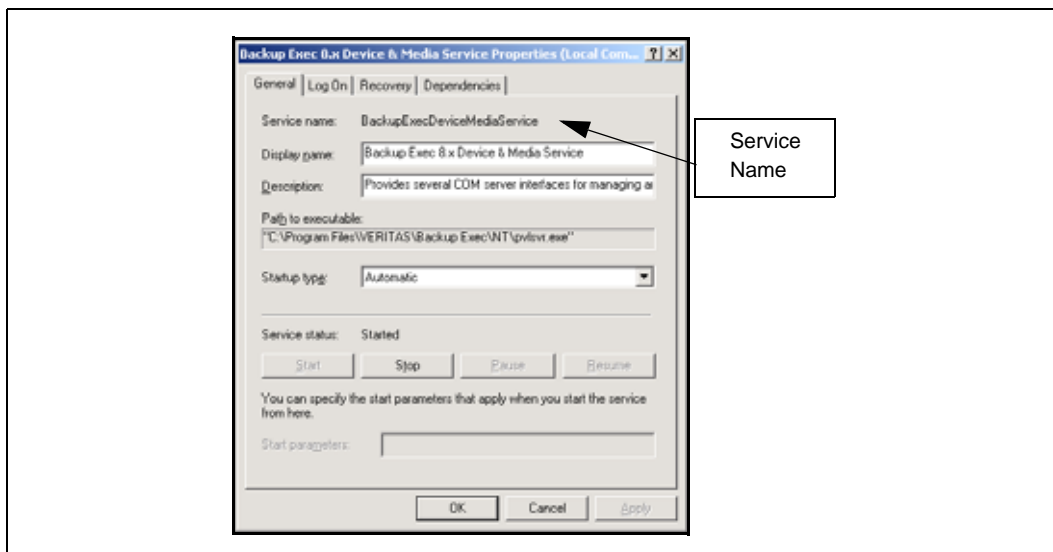 Backup Exec 8.x Device & Media Service Properties (Local Com... ? X
General Log On Recovery Dependencies
Service name: BackupExecDeviceMediaService
Service
Name
Display name: Backup Exec 8.x Device & Media Service
Description: Provides several COM server interfaces for managing
Path to executable:
"C:\Program Files\VERITAS\Backup Exec\NT\pvlsvr.exe"
Startup type: Automatic
Service status: Started
Start Stop Pause Resume
You can specify the start parameters that apply when you start the service
from here.
Start parameters:
OK Cancel Apply